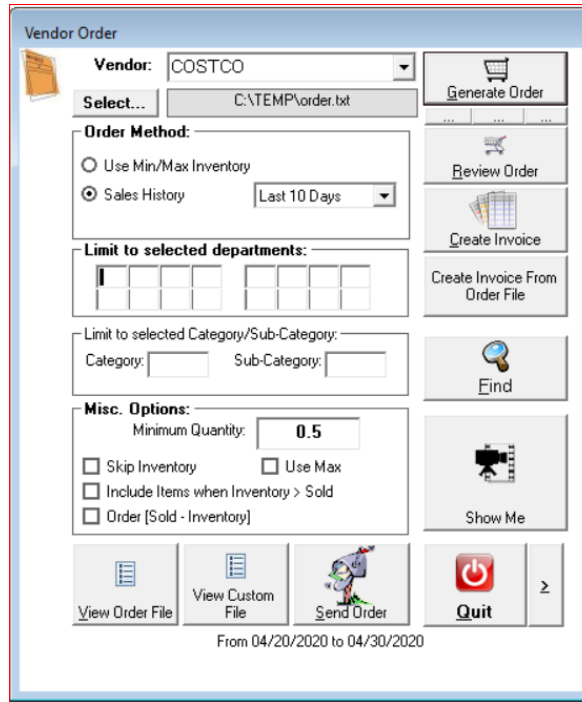 Vendor Order
Vendor: COSTCO
Select... C:\TEMP\order.txt
Generate Order
... ... ...
Order Method:
Use Min/Max Inventory
Sales History Last 10 Days
Review Order
Create Invoice
Limit to selected departments:
Create Invoice From
Order File
Limit to selected Category/Sub-Category:
Category: Sub-Category:
Find
Misc. Options:
Minimum Quantity: 0.5
Skip Inventory Use Max
Include Items when Inventory > Sold
Order [Sold - Inventory]
Show Me
View Order File
View Custom
File
Send Order
Quit
>
From 04/20/2020 to 04/30/2020